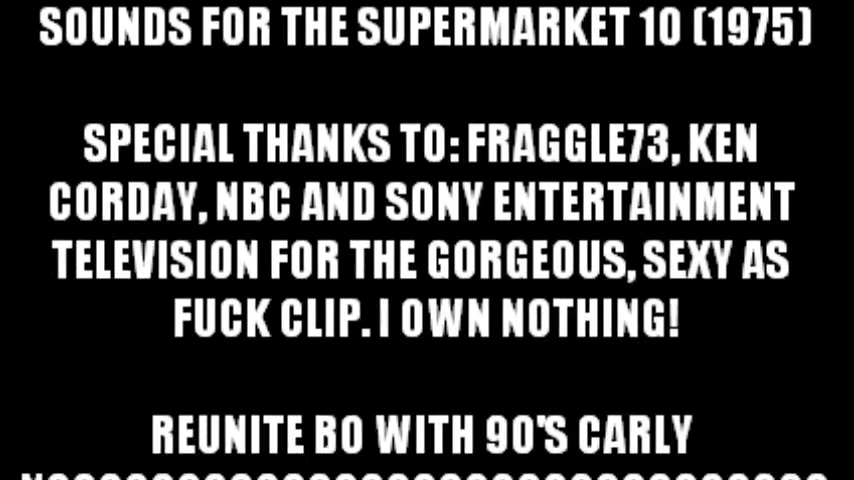 SOUNDS FOR THE SUPERMARKET 10 (1975)
SPECIAL THANKS TO: FRAGGLE73, KEN
CORDAY, NBC AND SONY ENTERTAINMENT
TELEVISION FOR THE GORGEOUS, SEXY AS
FUCK CLIP. I OWN NOTHING!
REUNITE BO WITH 90'S CARLY